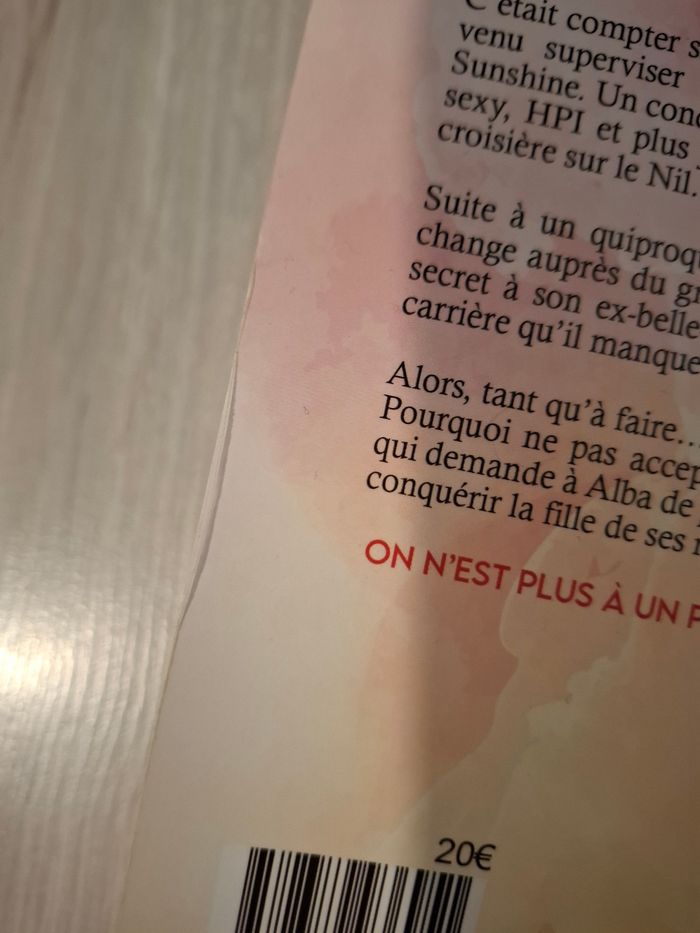 C'était compter s
venu superviser
Sunshine. Un conc
sexy, HPI et plus
croisière sur le Nil.
Suite à un quiproqu
change auprès du gr
secret à son ex-belle
carrière qu'il manque
Alors, tant qu'à faire…
Pourquoi ne pas accep
qui demande à Alba de
conquérir la fille de ses r
ON N'EST PLUS À UN P
20€